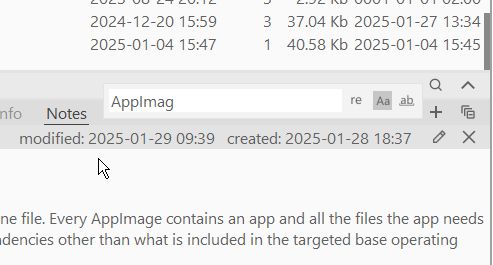 2024-12-20 15:59 3 37.04 Kb 2025-01-27 13:34
2025-01-04 15:47 1 40.58 Kb 2025-01-04 15:45
AppImag re Aa ab
nfo Notes
modified: 2025-01-29 09:39 created: 2025-01-28 18:37
ne file. Every AppImage contains an app and all the files the app needs
dencies other than what is included in the targeted base operating